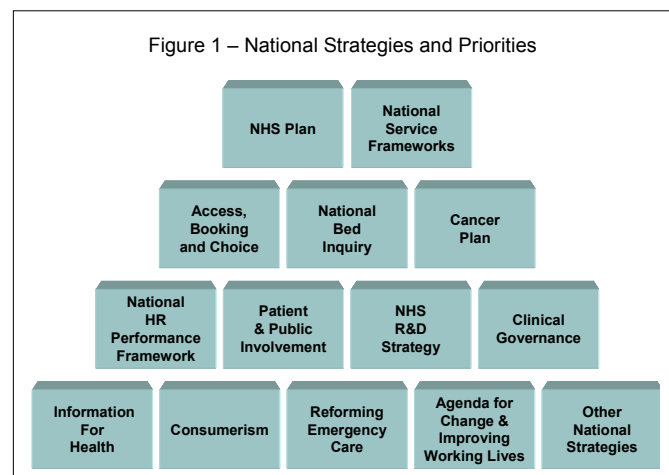 Figure 1 – National Strategies and Priorities
NHS Plan
National
Service
Frameworks
Access,
Booking
and Choice
National
Bed
Inquiry
Cancer
Plan
National
HR
Performance
Framework
Patient
& Public
Involvement
NHS
R&D
Strategy
Clinical
Governance
Information
For
Health
Consumerism
Reforming
Emergency
Care
Agenda for
Change &
Improving
Working Lives
Other
National
Strategies